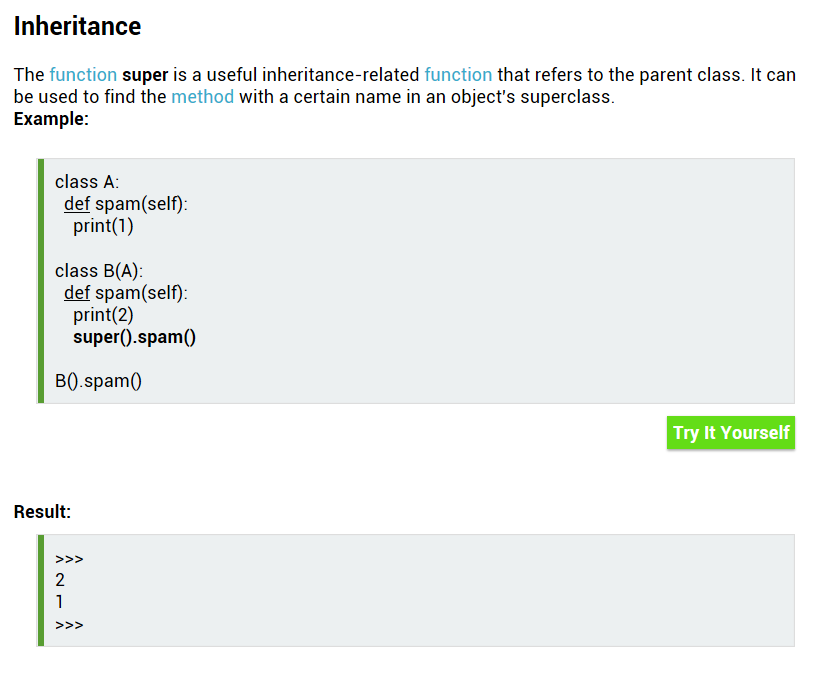 Inheritance
The function super is a useful inheritance-related function that refers to the parent class. It can
be used to find the method with a certain name in an object's superclass.
Example:
class A:
  def spam(self):
    print(1)
class B(A):
  def spam(self):
    print(2)
    super().spam()
B().spam()
Try It Yourself
Result:
>>>
2
1
>>>